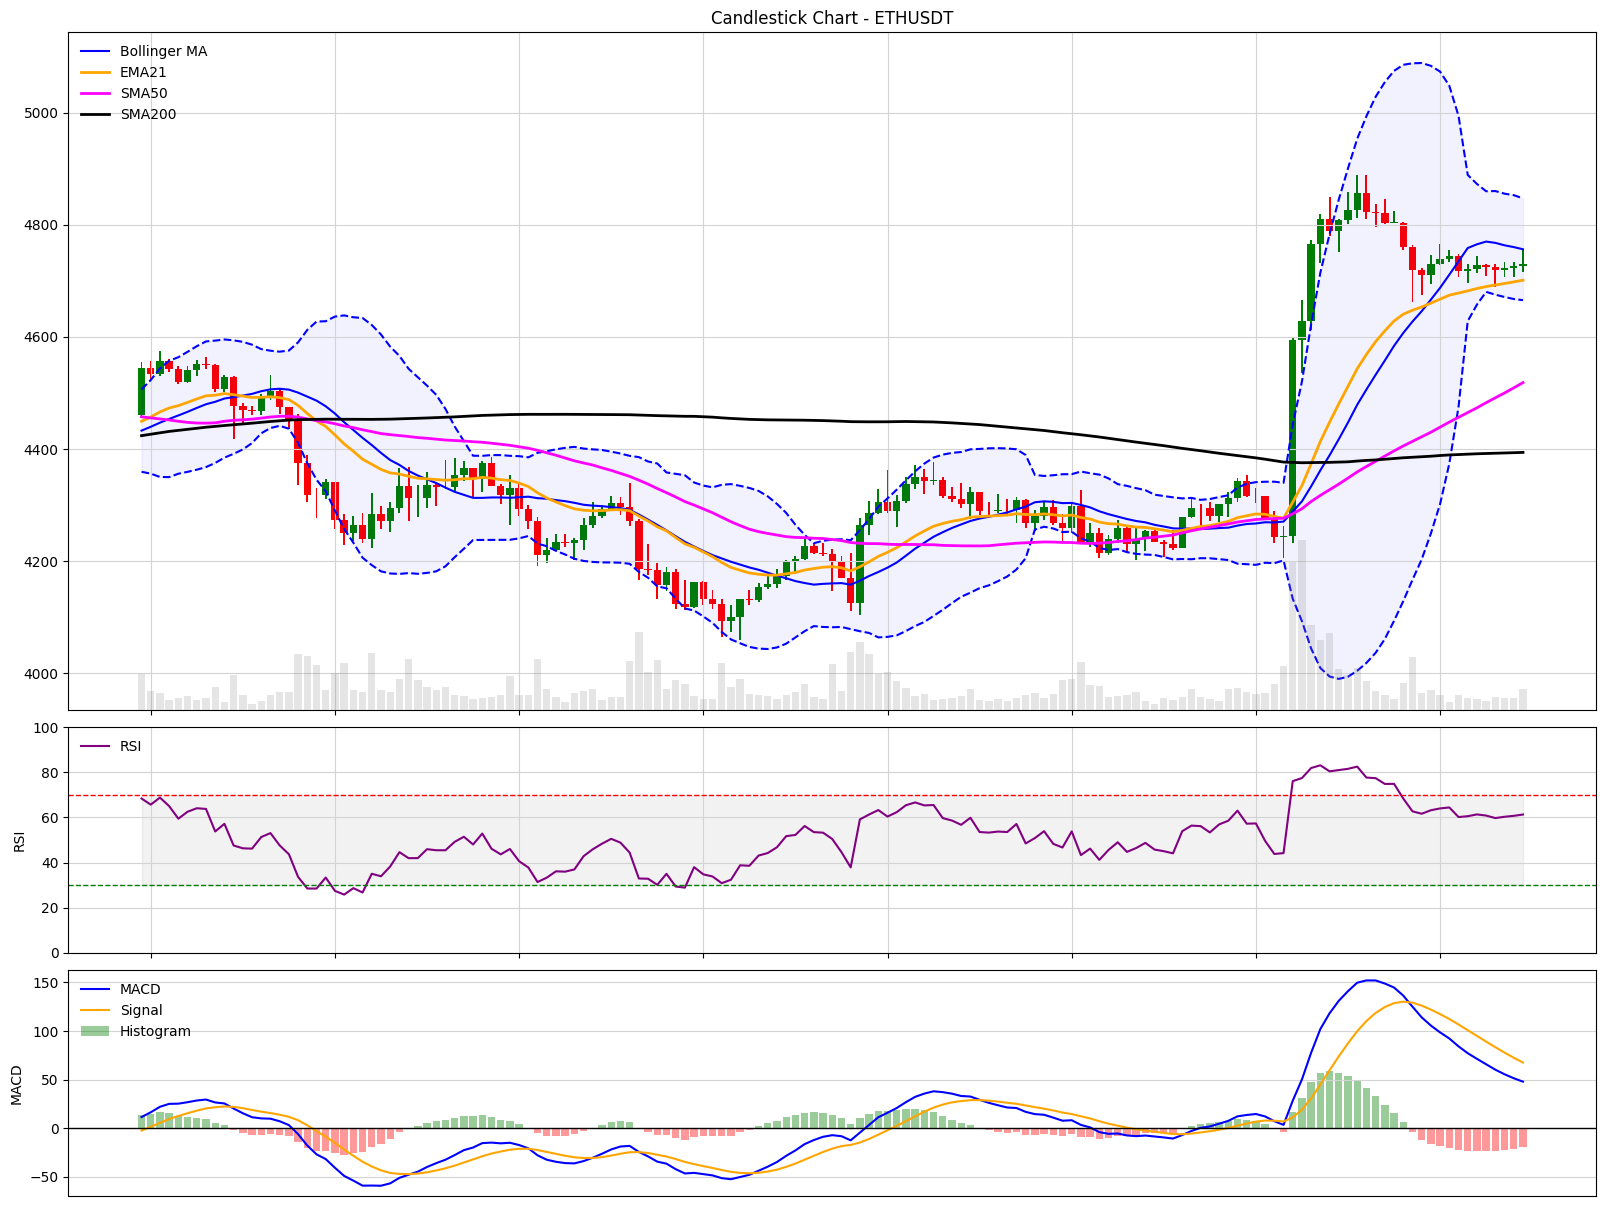 Candlestick Chart - ETHUSDT
Bollinger MA
EMA21
SMA50
SMA200
5000
4800
4600
4400
4200
4000
100
80
60
40
20
0
RSI
RSI
150
100
50
0
−50
MACD
MACD
Signal
Histogram